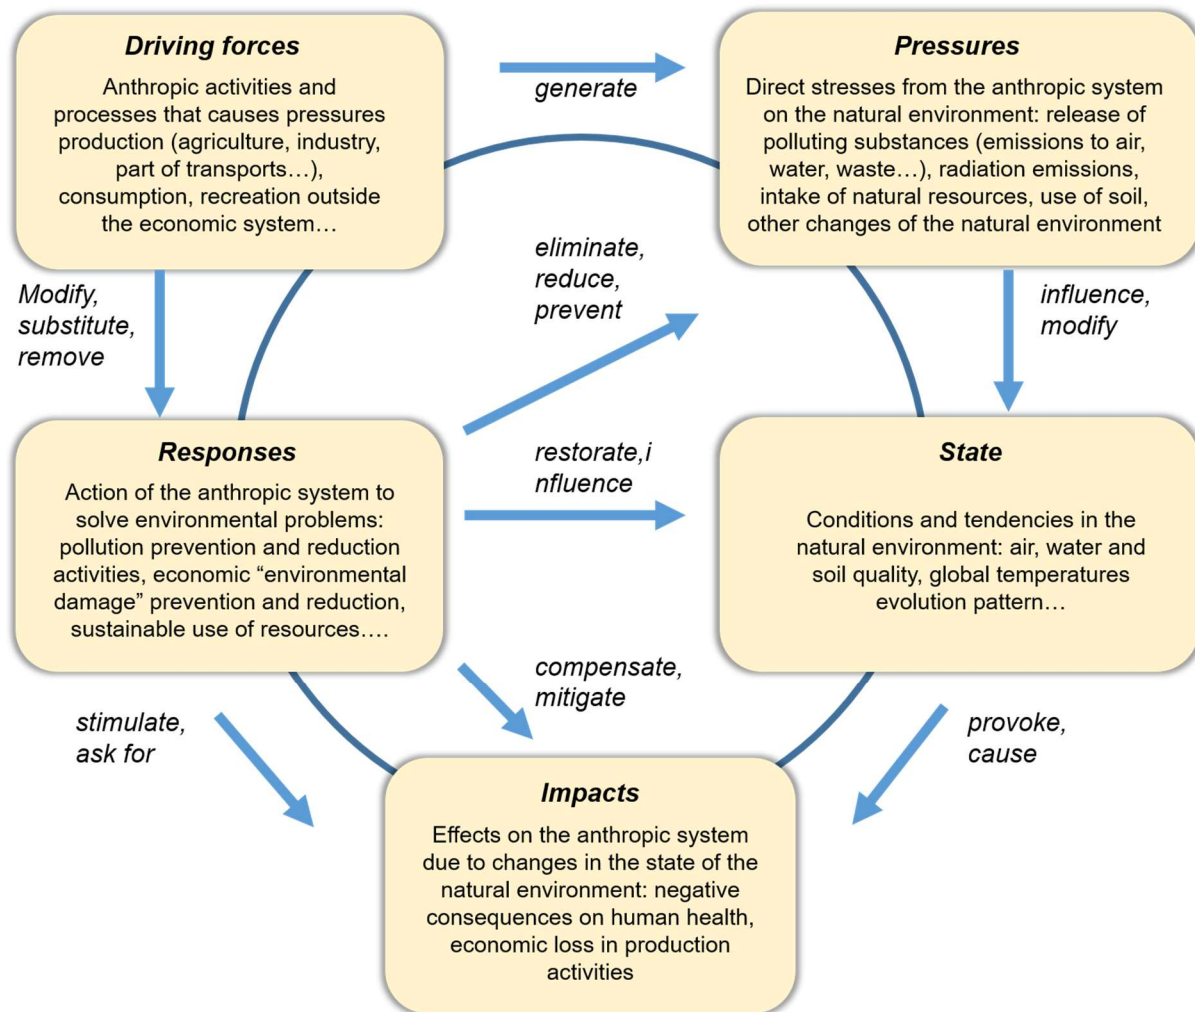 Driving forces
Anthropic activities and
processes that causes pressures
production (agriculture, industry,
part of transports…),
consumption, recreation outside
the economic system…
generate
Pressures
Direct stresses from the anthropic system
on the natural environment: release of
polluting substances (emissions to air,
water, waste…), radiation emissions,
intake of natural resources, use of soil,
other changes of the natural environment
Modify,
substitute,
remove
eliminate,
reduce,
prevent
influence,
modify
Responses
Action of the anthropic system to
solve environmental problems:
pollution prevention and reduction
activities, economic “environmental
damage” prevention and reduction,
sustainable use of resources….
restorate,i
nfluence
State
Conditions and tendencies in the
natural environment: air, water and
soil quality, global temperatures
evolution pattern…
stimulate,
ask for
compensate,
mitigate
provoke,
cause
Impacts
Effects on the anthropic system
due to changes in the state of the
natural environment: negative
consequences on human health,
economic loss in production
activities